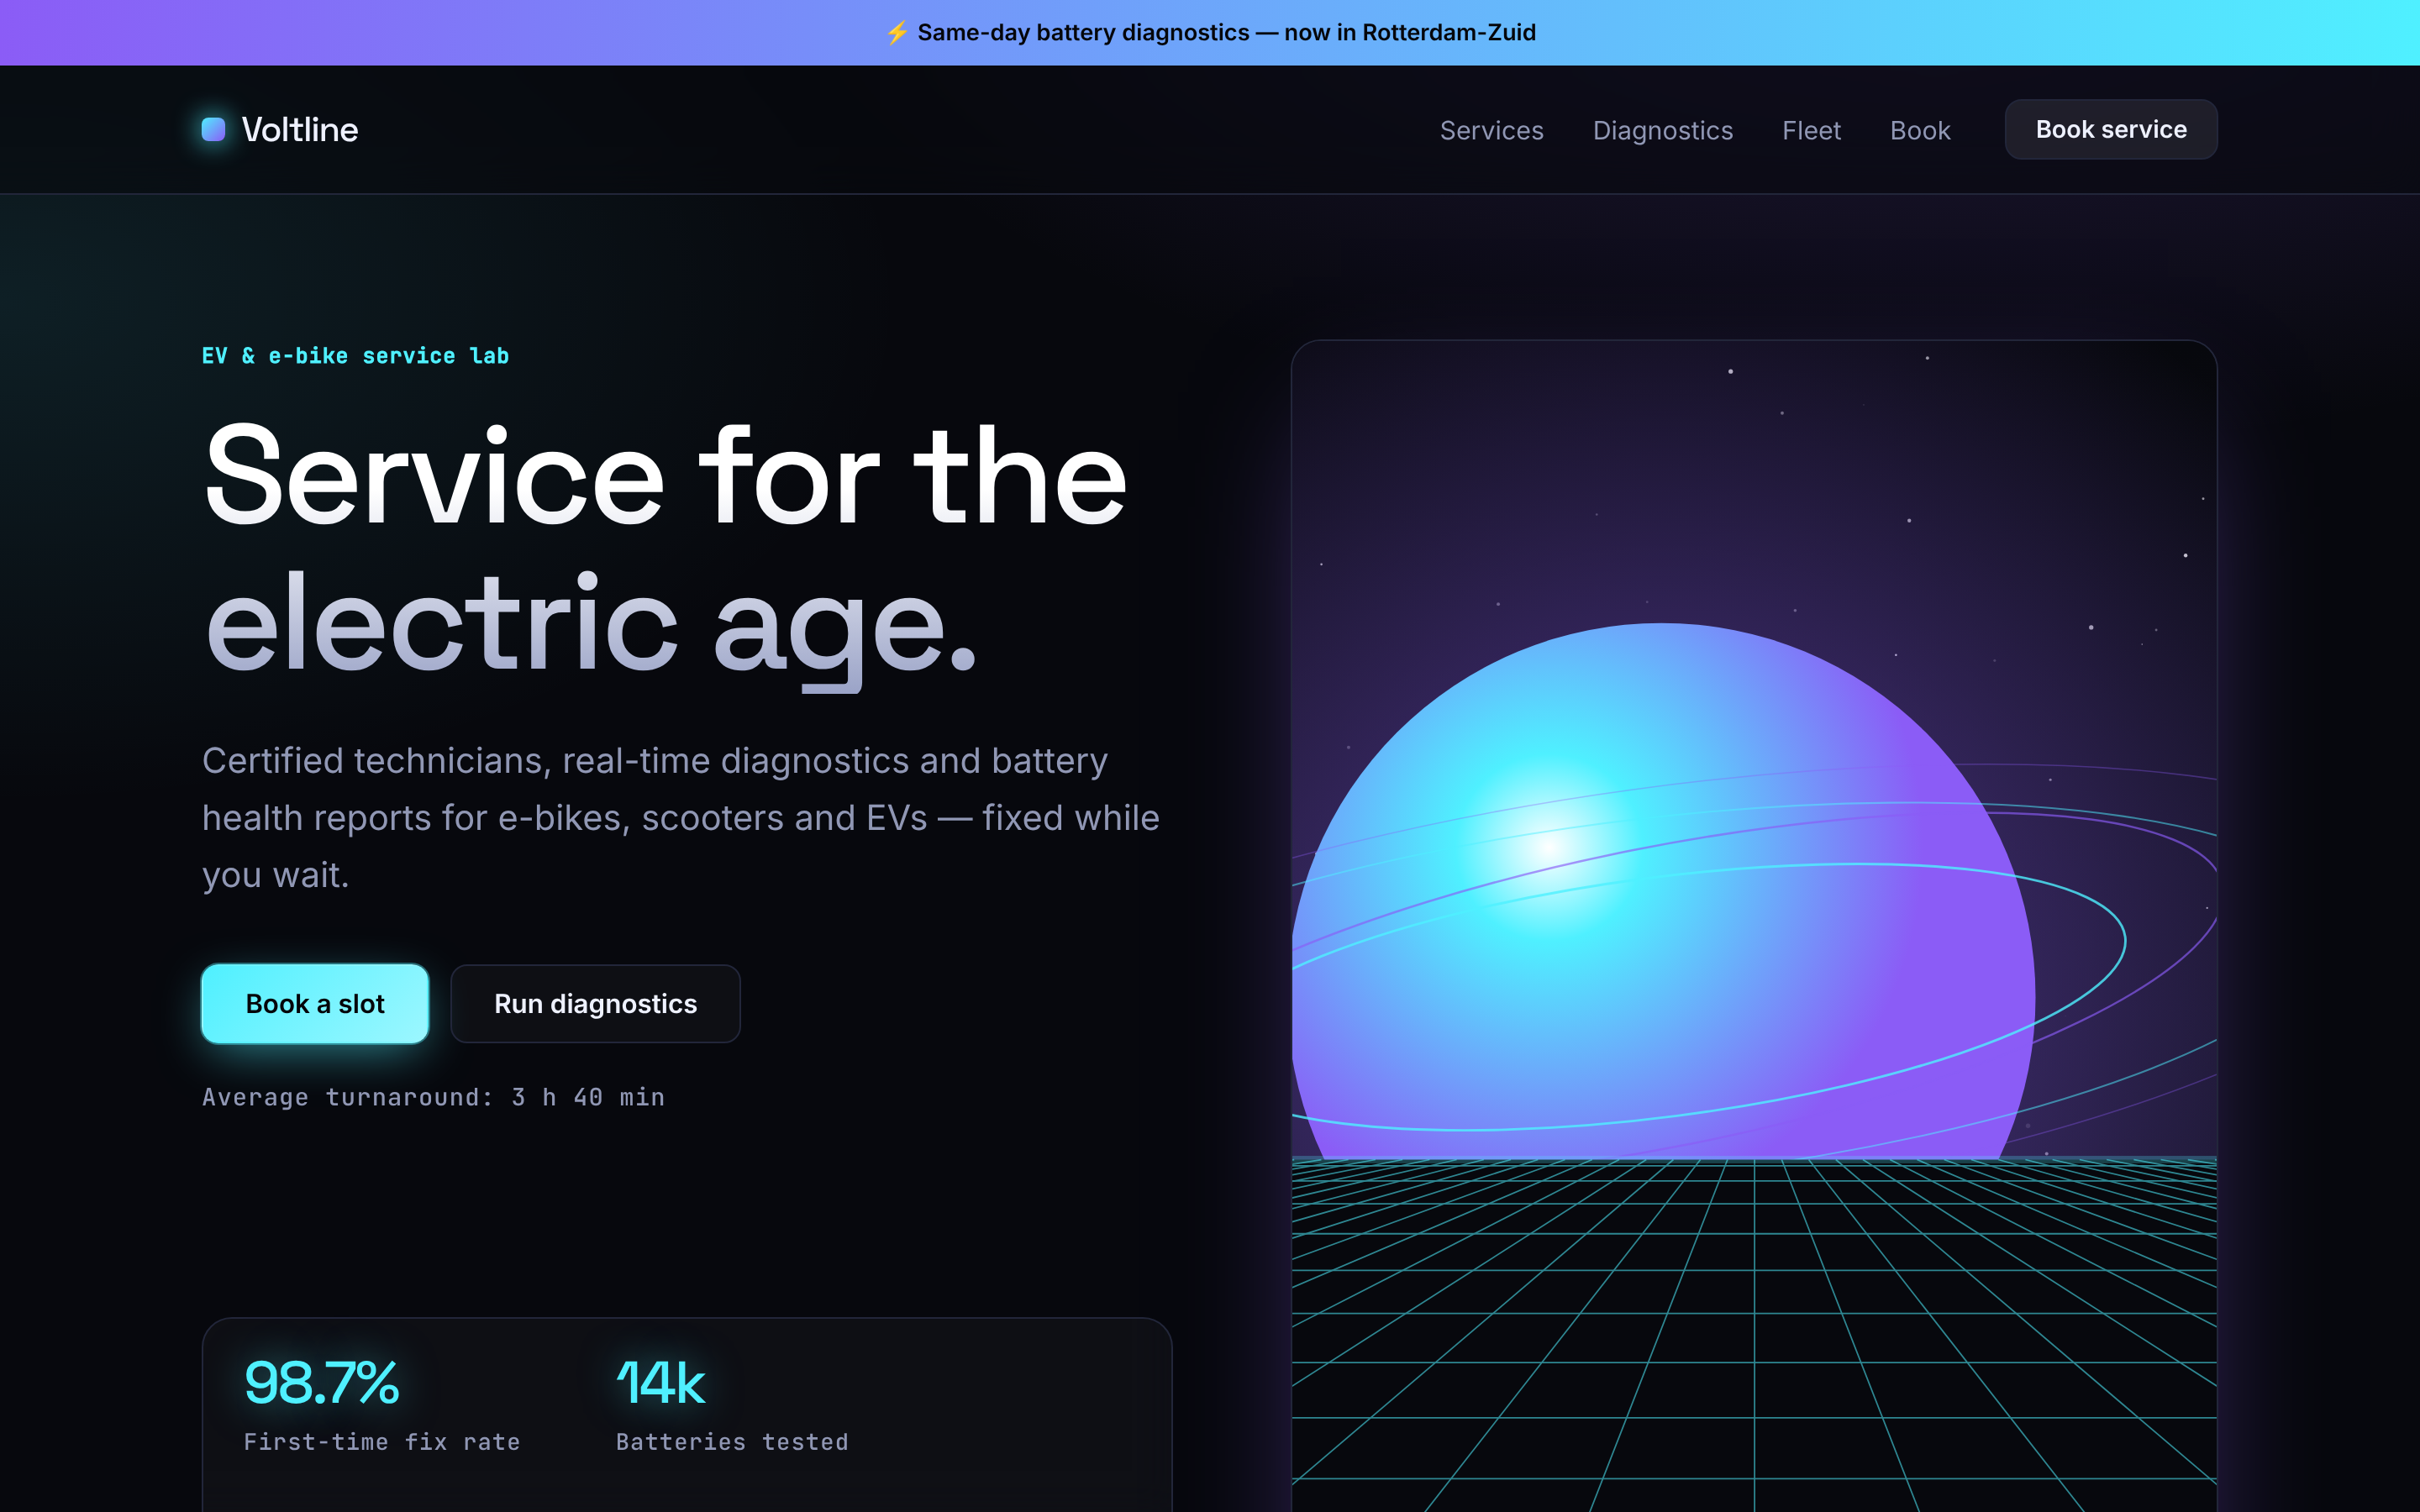 ⚡ Same-day battery diagnostics — now in Rotterdam-Zuid
Voltline
Services
Diagnostics
Fleet
Book
Book service
EV & e-bike service lab
Service for the
electric age.
Certified technicians, real-time diagnostics and battery
health reports for e-bikes, scooters and EVs — fixed while
you wait.
Book a slot
Run diagnostics
Average turnaround: 3 h 40 min
98.7%
First-time fix rate
14k
Batteries tested